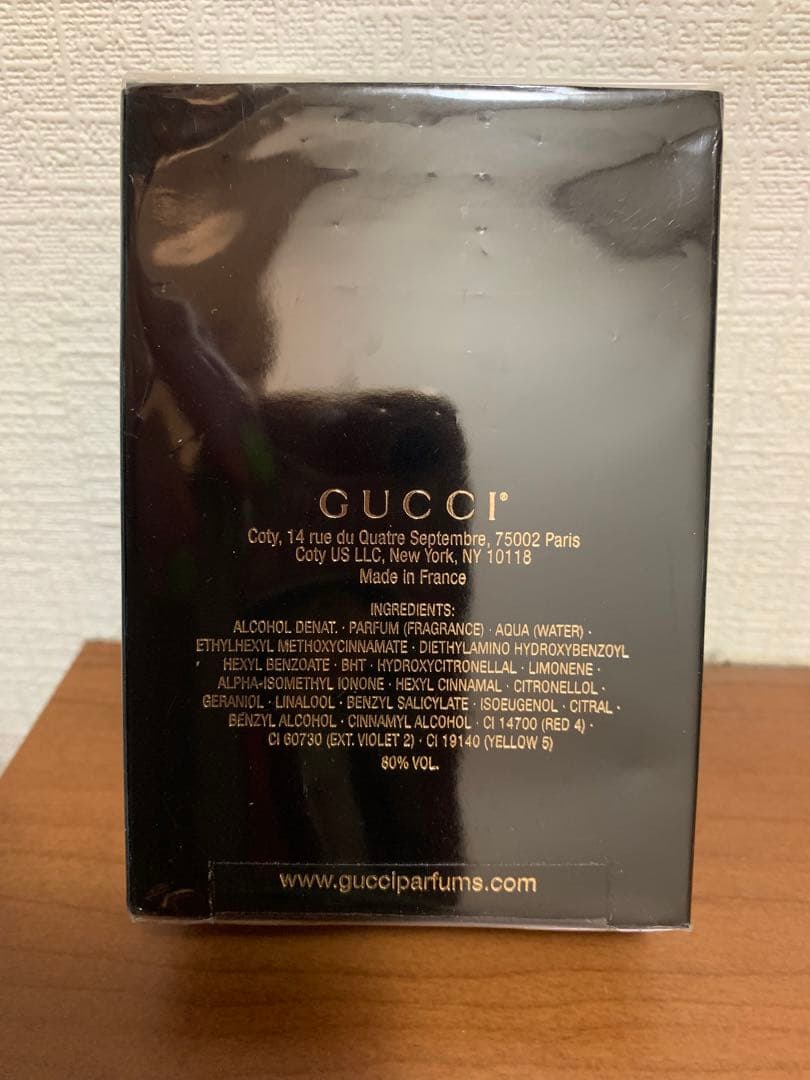 GUCCI®
Coty, 14 rue du Quatre Septembre, 75002 Paris
Coty US LLC, New York, NY 10118
Made in France
INGREDIENTS:
ALCOHOL DENAT. · PARFUM (FRAGRANCE) · AQUA (WATER) ·
ETHYLHEXYL METHOXYCINNAMATE · DIETHYLAMINO HYDROXYBENZOYL
HEXYL BENZOATE · BHT · HYDROXYCITRONELLAL · LIMONENE ·
ALPHA-ISOMETHYL IONONE · HEXYL CINNAMAL · CITRONELLOL ·
GERANIOL · LINALOOL · BENZYL SALICYLATE · ISOEUGENOL · CITRAL ·
BENZYL ALCOHOL · CINNAMYL ALCOHOL · CI 14700 (RED 4) ·
CI 60730 (EXT. VIOLET 2) · CI 19140 (YELLOW 5)
80% VOL.
www.gucciparfums.com